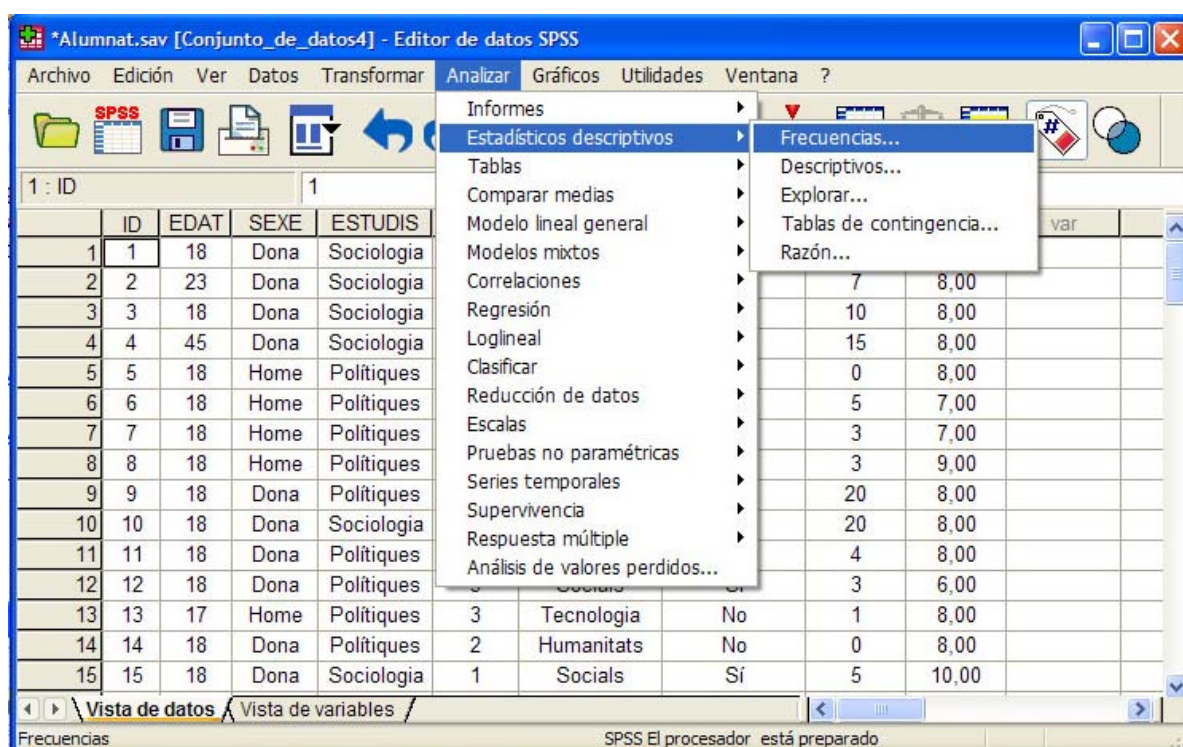 *Alumnat.sav [Conjunto_de_datos4] - Editor de datos SPSS
Archivo Edición Ver Datos Transformar Analizar Gráficos Utilidades Ventana ?
SPSS
#
1 : ID 1
Informes
Estadísticos descriptivos
Tablas
Comparar medias
Modelo lineal general
Modelos mixtos
Correlaciones
Regresión
Loglineal
Clasificar
Reducción de datos
Escalas
Pruebas no paramétricas
Series temporales
Supervivencia
Respuesta múltiple
Análisis de valores perdidos...
Frecuencias...
Descriptivos...
Explorar...
Tablas de contingencia...
Razón...
ID EDAT SEXE ESTUDIS var
1 1 18 Dona Sociologia
2 2 23 Dona Sociologia 7 8,00
3 3 18 Dona Sociologia 10 8,00
4 4 45 Dona Sociologia 15 8,00
5 5 18 Home Polítiques 0 8,00
6 6 18 Home Polítiques 5 7,00
7 7 18 Home Polítiques 3 7,00
8 8 18 Home Polítiques 3 9,00
9 9 18 Dona Polítiques 20 8,00
10 10 18 Dona Sociologia 20 8,00
11 11 18 Dona Polítiques 4 8,00
12 12 18 Dona Polítiques 3 6,00
13 13 17 Home Polítiques 3 Tecnologia No 1 8,00
14 14 18 Dona Polítiques 2 Humanitats No 0 8,00
15 15 18 Dona Sociologia 1 Socials Sí 5 10,00
Vista de datos Vista de variables
Frecuencias SPSS El procesador está preparado